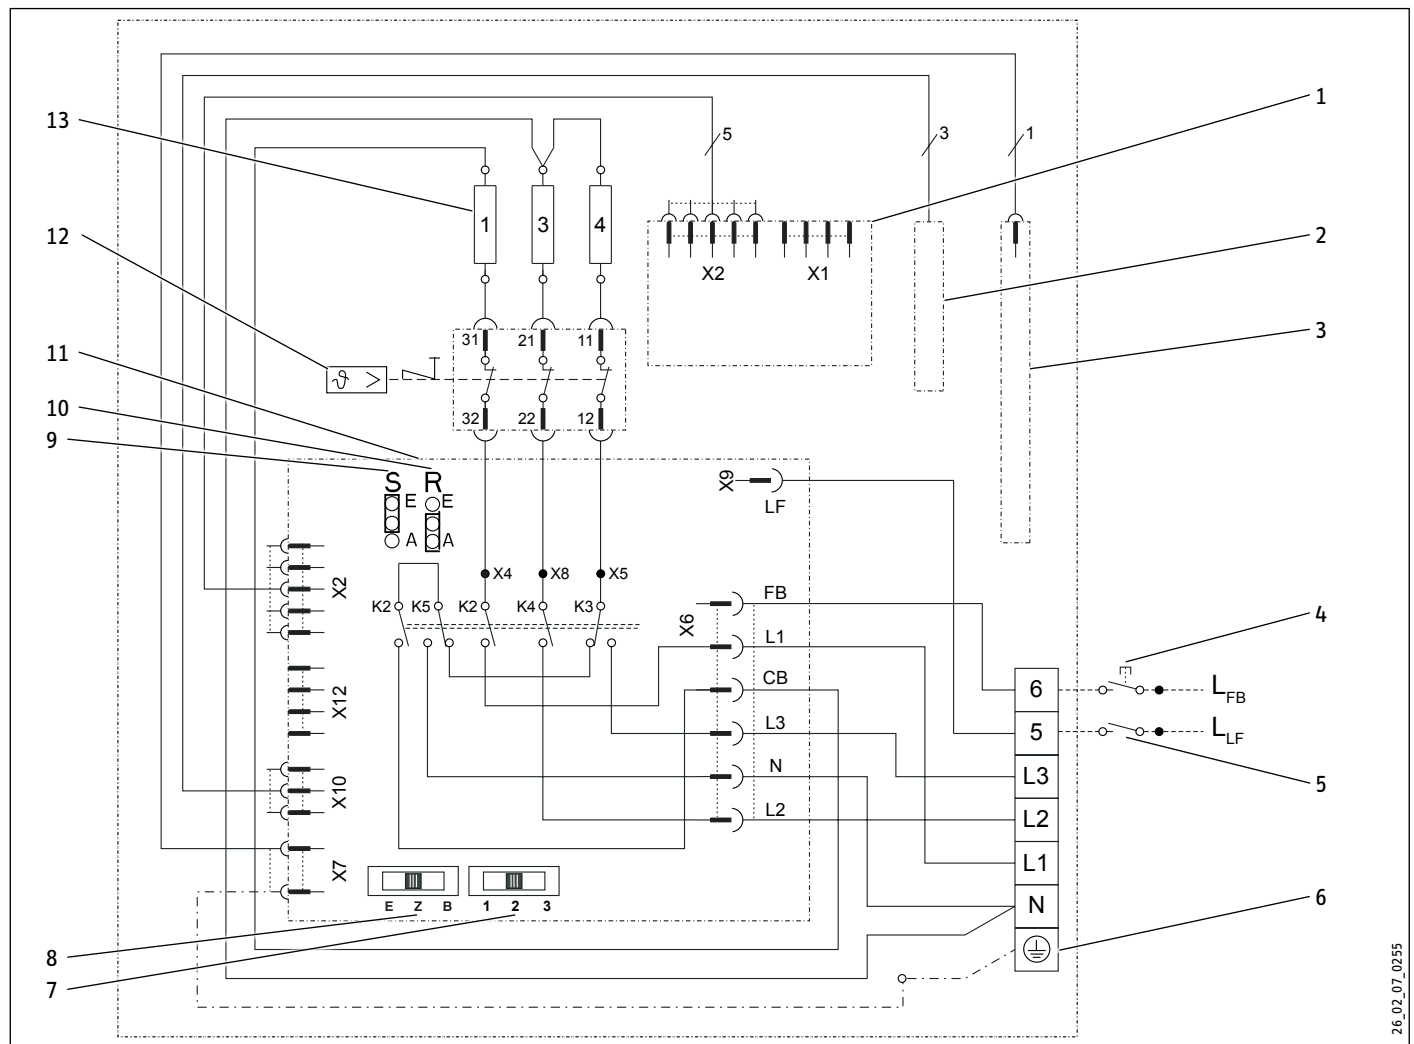 13
12
11
10
9
8
7
1
2
3
4
5
6
5
3
1
1
3
4
X2
X1
31
21
11
ϑ >
32
22
12
S
R
E
E
A
A
X9
LF
X4
X8
X5
K2
K5
K2
K4
K3
X2
X12
X10
X7
X6
FB
L1
CB
L3
N
L2
E Z B
1 2 3
6
5
L3
L2
L1
N
LFB
LLF
26_02_07_0255